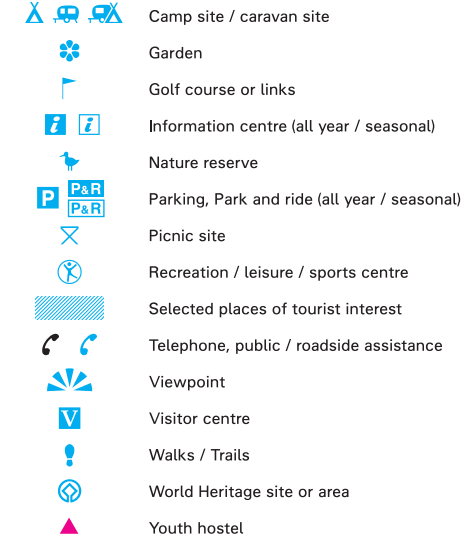 Camp site / caravan site
Garden
Golf course or links
i i Information centre (all year / seasonal)
Nature reserve
P P&R P&R Parking, Park and ride (all year / seasonal)
Picnic site
Recreation / leisure / sports centre
Selected places of tourist interest
Telephone, public / roadside assistance
Viewpoint
V Visitor centre
Walks / Trails
World Heritage site or area
Youth hostel